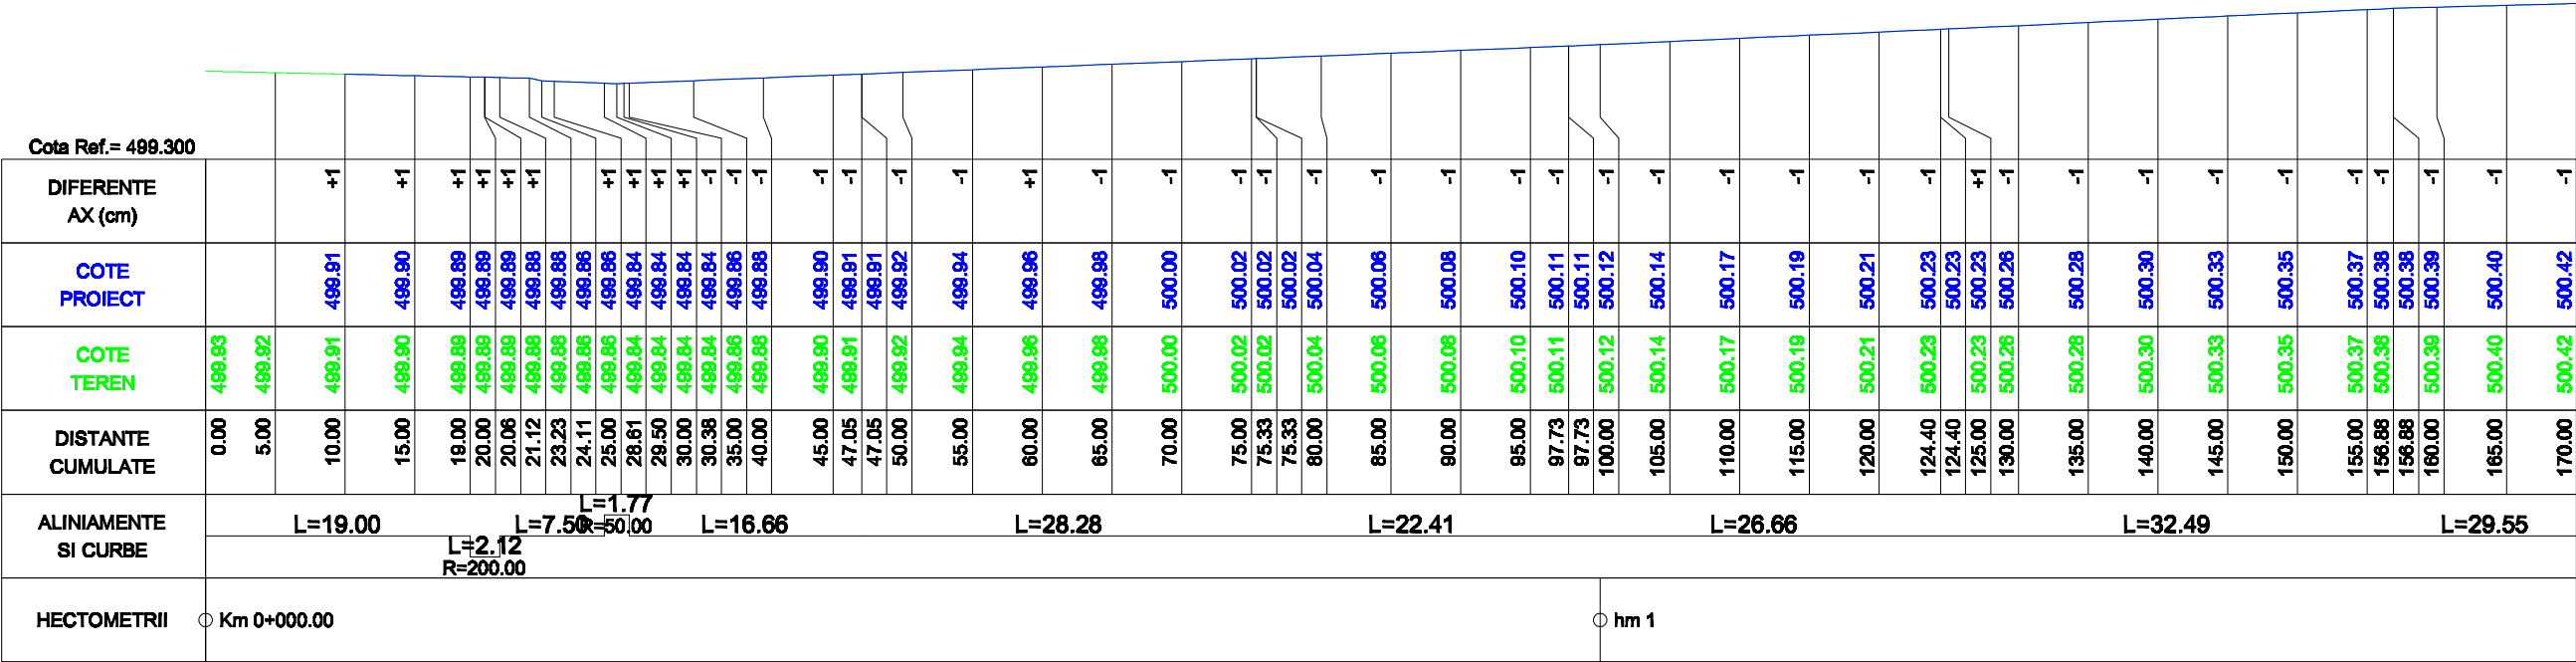 Cota Ref.= 499.300
DIFERENTE
AX (cm)
+1 +1 +1 +1 +1 +1 +1 +1 +1 +1 -1 -1 -1 -1 -1 -1 -1 +1 -1 -1 -1 -1 -1 -1 -1 -1 -1 -1 -1 -1 -1 -1 -1 +1 -1 -1 -1 -1 -1 -1 -1 -1 -1 -1
COTE
PROIECT
499.91 499.90 499.89 499.89 499.89 499.88 499.88 499.86 499.86 499.84 499.84 499.84 499.84 499.86 499.88 499.90 499.91 499.91 499.92 499.94 499.96 499.98 500.00 500.02 500.02 500.02 500.04 500.06 500.08 500.10 500.11 500.11 500.12 500.14 500.17 500.19 500.21 500.23 500.23 500.23 500.26 500.28 500.30 500.33 500.35 500.37 500.38 500.38 500.39 500.40 500.42
COTE
TEREN
499.93 499.92 499.91 499.90 499.89 499.89 499.89 499.88 499.88 499.86 499.86 499.84 499.84 499.84 499.84 499.86 499.88 499.90 499.91 499.92 499.94 499.96 499.98 500.00 500.02 500.02 500.04 500.06 500.08 500.10 500.11 500.12 500.14 500.17 500.19 500.21 500.23 500.23 500.26 500.28 500.30 500.33 500.35 500.37 500.38 500.39 500.40 500.42
DISTANTE
CUMULATE
0.00 5.00 10.00 15.00 19.00 20.00 20.06 21.12 23.23 24.11 25.00 28.61 29.50 30.00 30.38 35.00 40.00 45.00 47.05 47.05 50.00 55.00 60.00 65.00 70.00 75.00 75.33 75.33 80.00 85.00 90.00 95.00 97.73 97.73 100.00 105.00 110.00 115.00 120.00 124.40 124.40 125.00 130.00 135.00 140.00 145.00 150.00 155.00 156.88 156.88 160.00 165.00 170.00
ALINIAMENTE
SI CURBE
L=19.00 L=7.50 L=1.77 L=16.66 L=28.28 L=22.41 L=26.66 L=32.49 L=29.55
R=50.00
L=2.12
R=200.00
HECTOMETRII
Km 0+000.00 hm 1